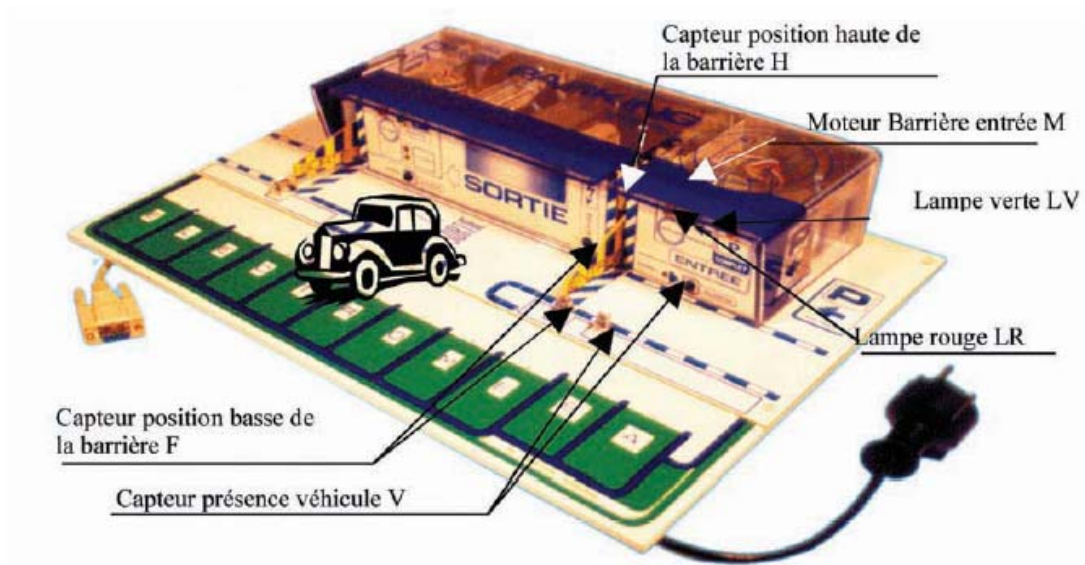 Capteur position haute de
la barrière H
Moteur Barrière entrée M
Lampe verte LV
SORTIE
ENTREE
P
Lampe rouge LR
Capteur position basse de
la barrière F
Capteur présence véhicule V